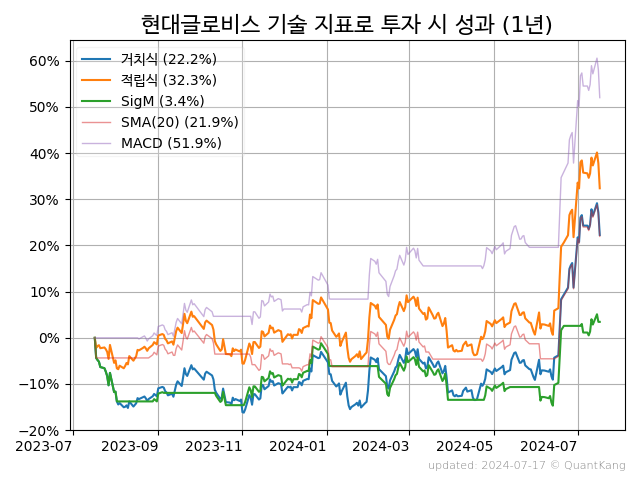 현대글로비스 기술 지표로 투자 시 성과 (1년)
거치식 (22.2%)
적립식 (32.3%)
SigM (3.4%)
SMA(20) (21.9%)
MACD (51.9%)
60%
50%
40%
30%
20%
10%
0%
−10%
−20%
2023-07
2023-09
2023-11
2024-01
2024-03
2024-05
2024-07
updated: 2024-07-17 © QuantKang